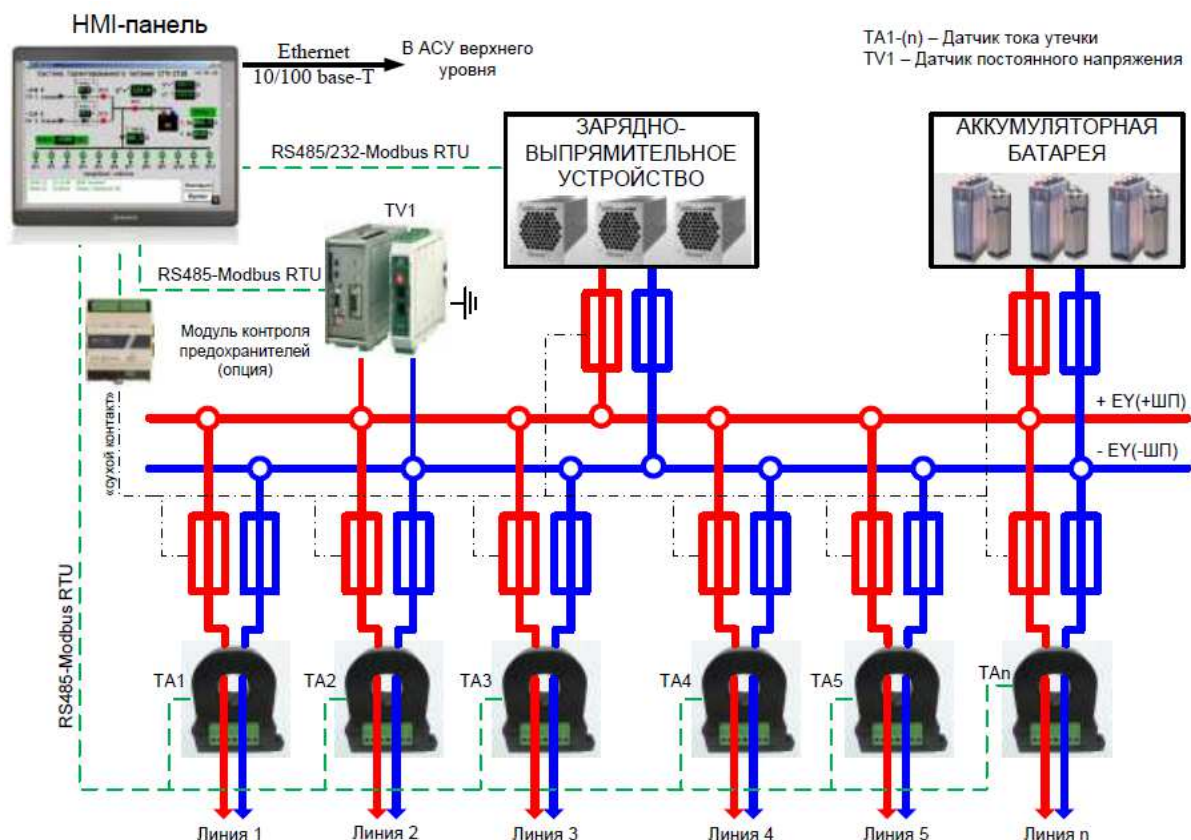 HMI-панель
Ethernet
10/100 base-T
В АСУ верхнего
уровня
TA1-(n) – Датчик тока утечки
TV1 – Датчик постоянного напряжения
RS485/232-Modbus RTU
ЗАРЯДНО-
ВЫПРЯМИТЕЛЬНОЕ
УСТРОЙСТВО
АККУМУЛЯТОРНАЯ
БАТАРЕЯ
TV1
RS485-Modbus RTU
Модуль контроля
предохранителей
(опция)
+ EY(+ШП)
- EY(-ШП)
«сухой контакт»
RS485-Modbus RTU
TA1
TA2
TA3
TA4
TA5
TAn
Линия 1
Линия 2
Линия 3
Линия 4
Линия 5
Линия n